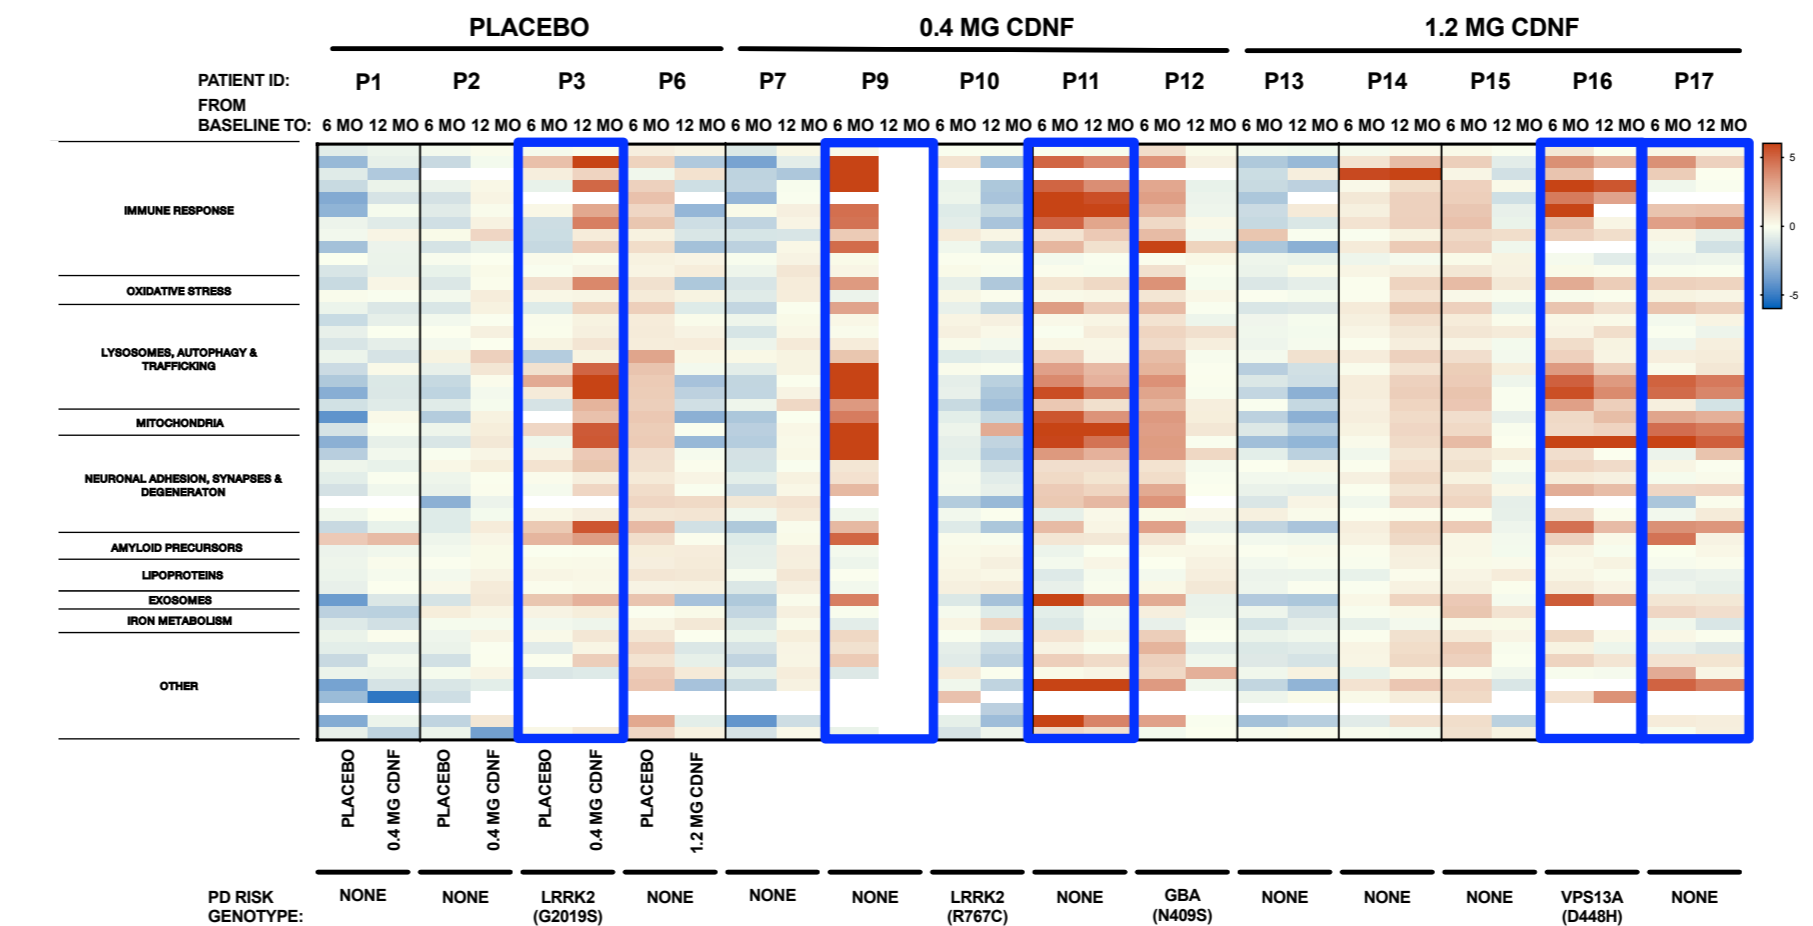 PLACEBO 0.4 MG CDNF 1.2 MG CDNF
PATIENT ID: P1 P2 P3 P6 P7 P9 P10 P11 P12 P13 P14 P15 P16 P17
FROM
BASELINE TO: 6 MO 12 MO 6 MO 12 MO 6 MO 12 MO 6 MO 12 MO 6 MO 12 MO 6 MO 12 MO 6 MO 12 MO 6 MO 12 MO 6 MO 12 MO 6 MO 12 MO 6 MO 12 MO 6 MO 12 MO 6 MO 12 MO 6 MO 12 MO
5
0
-5
IMMUNE RESPONSE
OXIDATIVE STRESS
LYSOSOMES, AUTOPHAGY &
TRAFFICKING
MITOCHONDRIA
NEURONAL ADHESION, SYNAPSES &
DEGENERATON
AMYLOID PRECURSORS
LIPOPROTEINS
EXOSOMES
IRON METABOLISM
OTHER
PLACEBO
0.4 MG CDNF
PLACEBO
0.4 MG CDNF
PLACEBO
0.4 MG CDNF
PLACEBO
1.2 MG CDNF
PD RISK
GENOTYPE:
NONE
NONE
LRRK2
(G2019S)
NONE
NONE
NONE
LRRK2
(R767C)
NONE
GBA
(N409S)
NONE
NONE
NONE
VPS13A
(D448H)
NONE